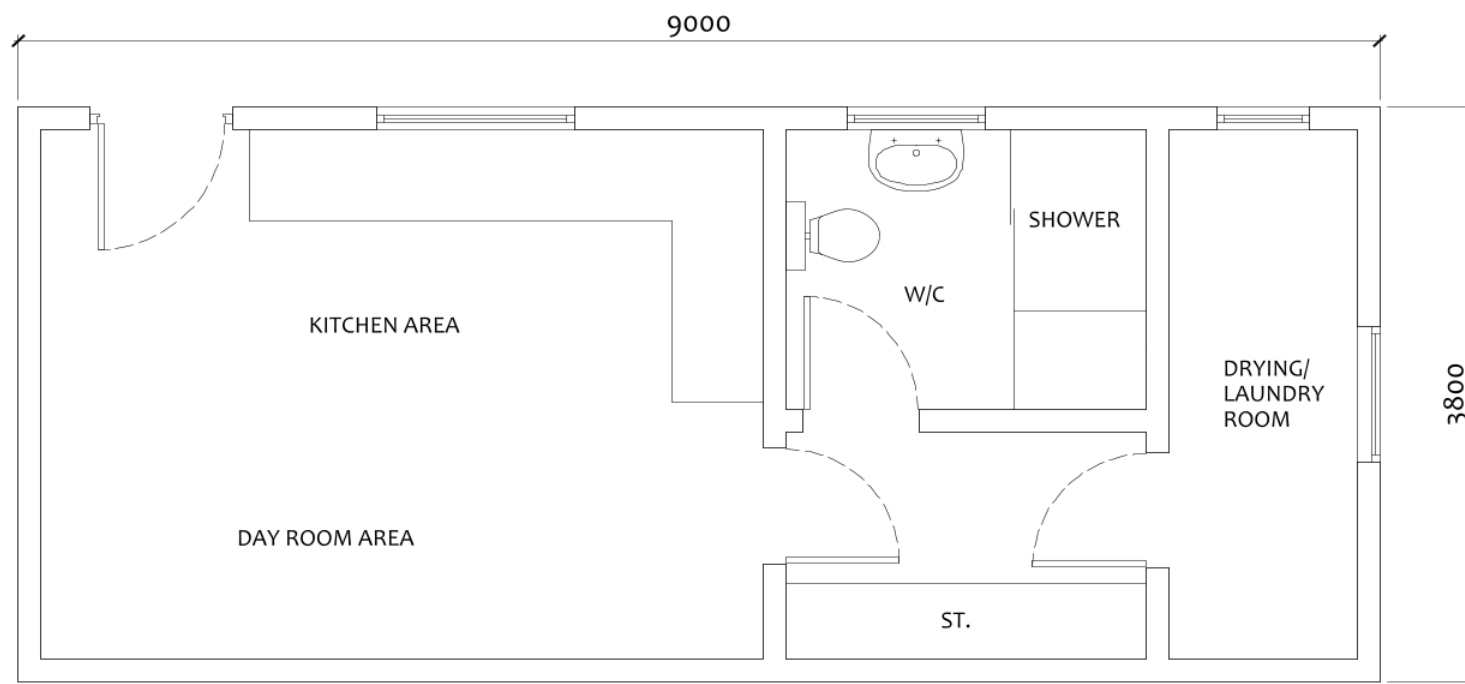 9000
SHOWER
W/C
KITCHEN AREA
DRYING/
LAUNDRY
ROOM
3800
DAY ROOM AREA
ST.